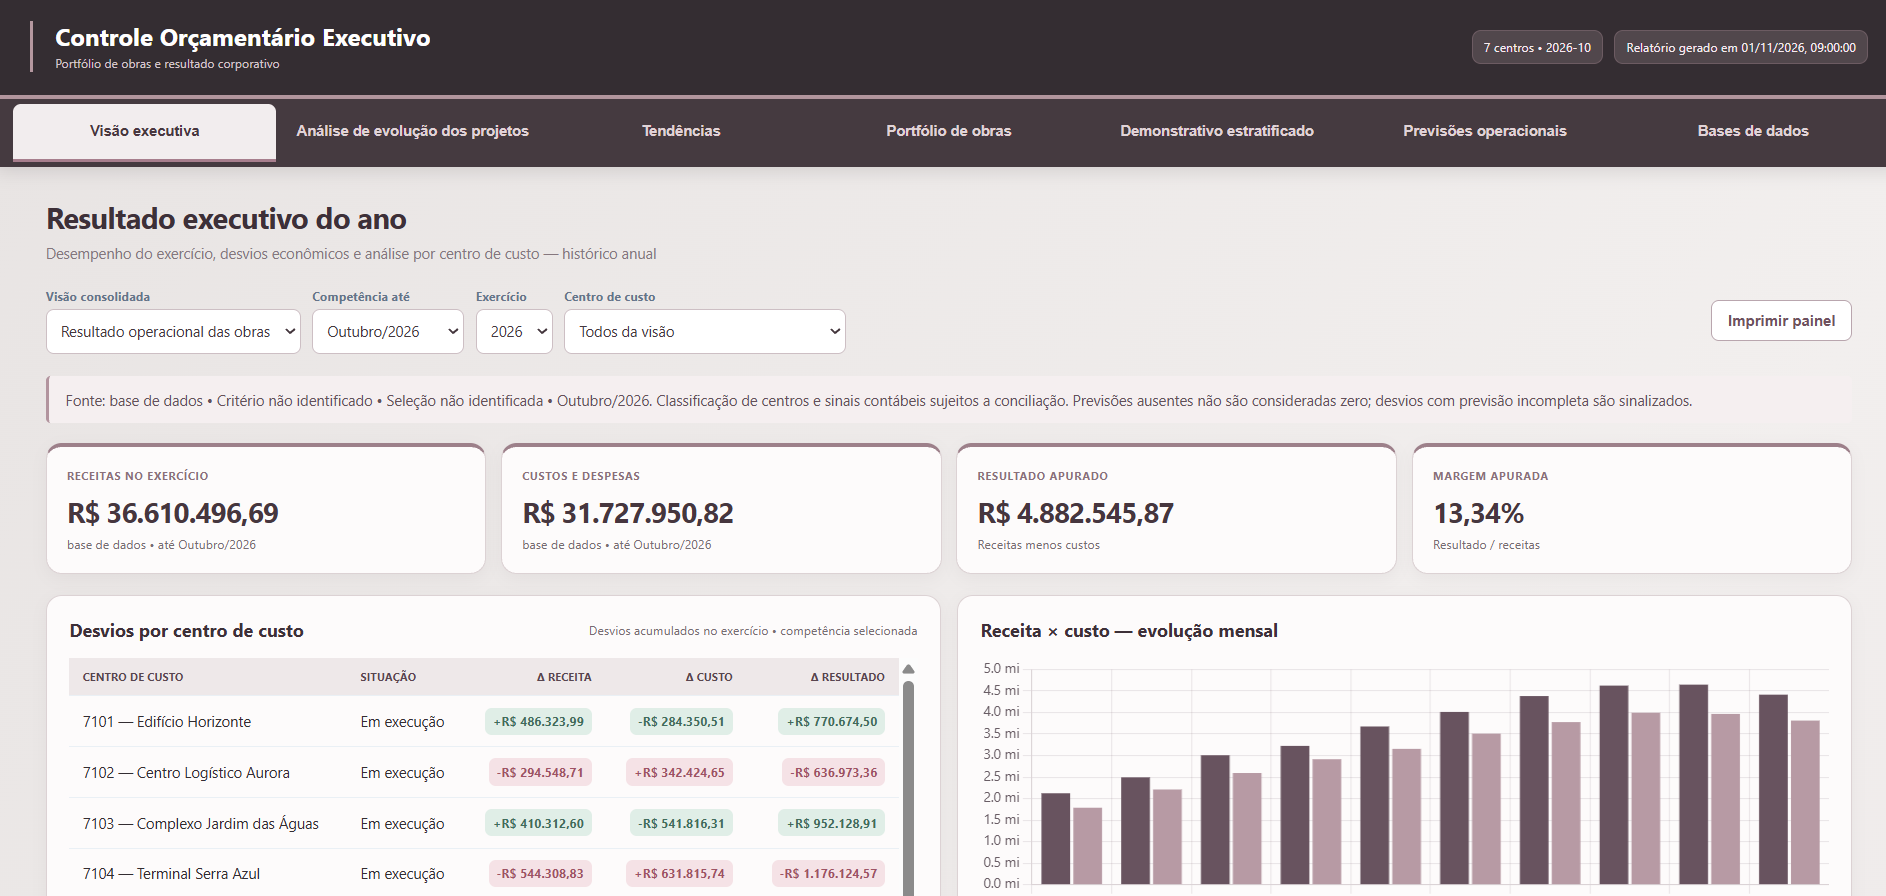 Controle Orçamentário Executivo
Portfólio de obras e resultado corporativo
7 centros • 2026-10
Relatório gerado em 01/11/2026, 09:00:00
Visão executiva
Análise de evolução dos projetos
Tendências
Portfólio de obras
Demonstrativo estratificado
Previsões operacionais
Bases de dados
Resultado executivo do ano
Desempenho do exercício, desvios econômicos e análise por centro de custo — histórico anual
Visão consolidada
Competência até
Exercício
Centro de custo
Resultado operacional das obras
Outubro/2026
2026
Todos da visão
Imprimir painel
Fonte: base de dados • Critério não identificado • Seleção não identificada • Outubro/2026. Classificação de centros e sinais contábeis sujeitos a conciliação. Previsões ausentes não são consideradas zero; desvios com previsão incompleta são sinalizados.
RECEITAS NO EXERCÍCIO
R$ 36.610.496,69
base de dados • até Outubro/2026
CUSTOS E DESPESAS
R$ 31.727.950,82
base de dados • até Outubro/2026
RESULTADO APURADO
R$ 4.882.545,87
Receitas menos custos
MARGEM APURADA
13,34%
Resultado / receitas
Desvios por centro de custo
Desvios acumulados no exercício • competência selecionada
CENTRO DE CUSTO SITUAÇÃO Δ RECEITA Δ CUSTO Δ RESULTADO
7101 — Edifício Horizonte Em execução +R$ 486.323,99 -R$ 284.350,51 +R$ 770.674,50
7102 — Centro Logístico Aurora Em execução -R$ 294.548,71 +R$ 342.424,65 -R$ 636.973,36
7103 — Complexo Jardim das Águas Em execução +R$ 410.312,60 -R$ 541.816,31 +R$ 952.128,91
7104 — Terminal Serra Azul Em execução -R$ 544.308,83 +R$ 631.815,74 -R$ 1.176.124,57
Receita × custo — evolução mensal
5.0 mi
4.5 mi
4.0 mi
3.5 mi
3.0 mi
2.5 mi
2.0 mi
1.5 mi
1.0 mi
0.5 mi
0.0 mi